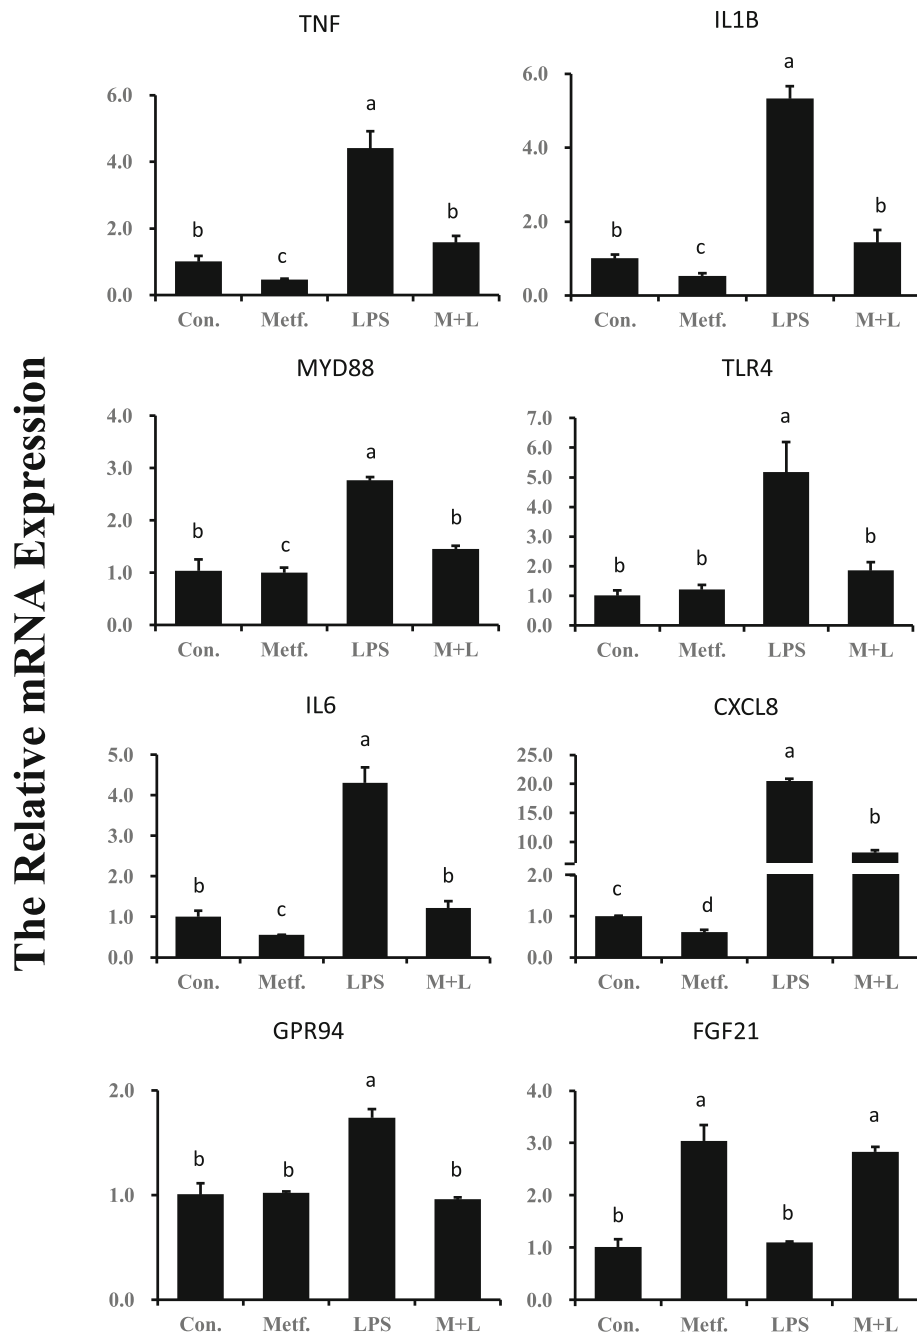 The Relative mRNA Expression
TNF
a
6.0
4.0
2.0
0.0
b
c
b
Con. Metf. LPS M+L
IL1B
a
6.0
4.0
2.0
0.0
b
c
b
Con. Metf. LPS M+L
MYD88
4.0
3.0
2.0
1.0
0.0
b
c
a
b
Con. Metf. LPS M+L
TLR4
7.0
6.0
5.0
4.0
3.0
2.0
1.0
0.0
b
b
a
b
Con. Metf. LPS M+L
IL6
5.0
4.0
3.0
2.0
1.0
0.0
b
c
a
b
Con. Metf. LPS M+L
CXCL8
25.0
20.0
15.0
10.0
2.0
1.0
0.0
c
d
a
b
Con. Metf. LPS M+L
GPR94
2.0
1.0
0.0
b
b
a
b
Con. Metf. LPS M+L
FGF21
4.0
3.0
2.0
1.0
0.0
b
a
b
a
Con. Metf. LPS M+L